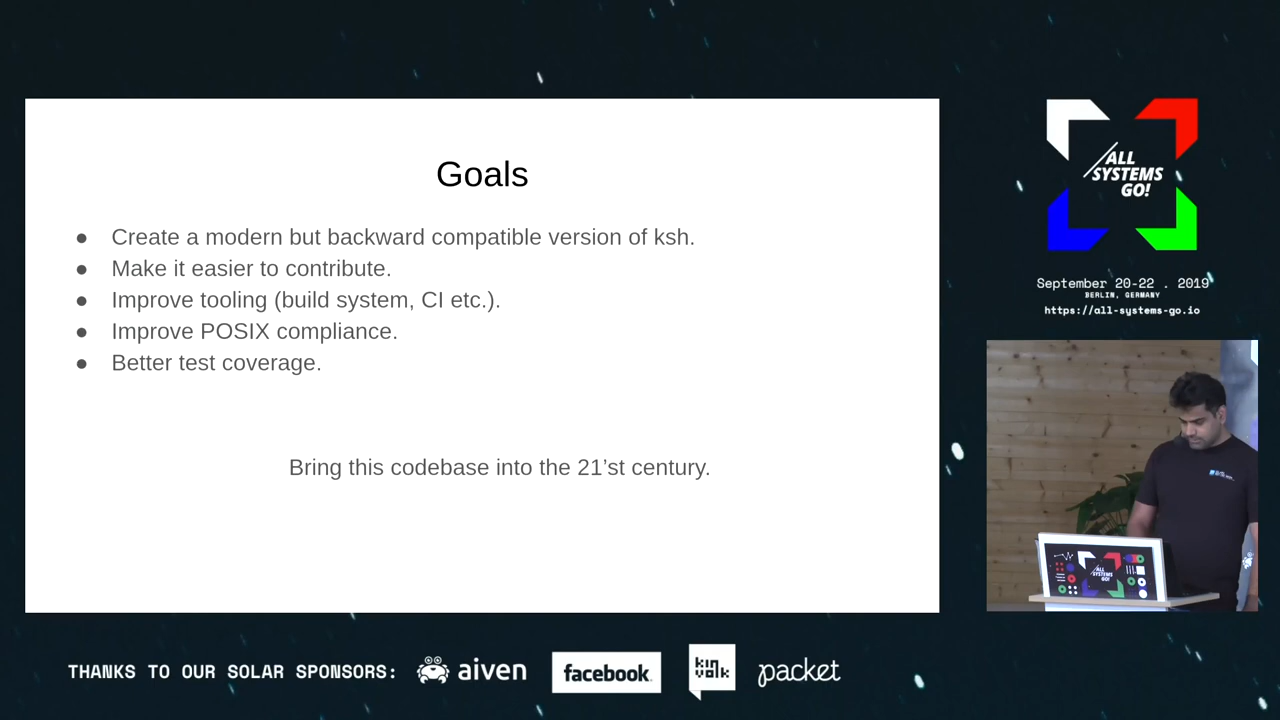 Goals
● Create a modern but backward compatible version of ksh.
● Make it easier to contribute.
● Improve tooling (build system, CI etc.).
● Improve POSIX compliance.
● Better test coverage.
Bring this codebase into the 21’st century.
ALL
SYSTEMS
GO!
September 20-22 . 2019
BERLIN, GERMANY
https://all-systems-go.io
ALL
SYSTEMS
GO!
THANKS TO OUR SOLAR SPONSORS:
aiven
facebook
kinvolk
packet